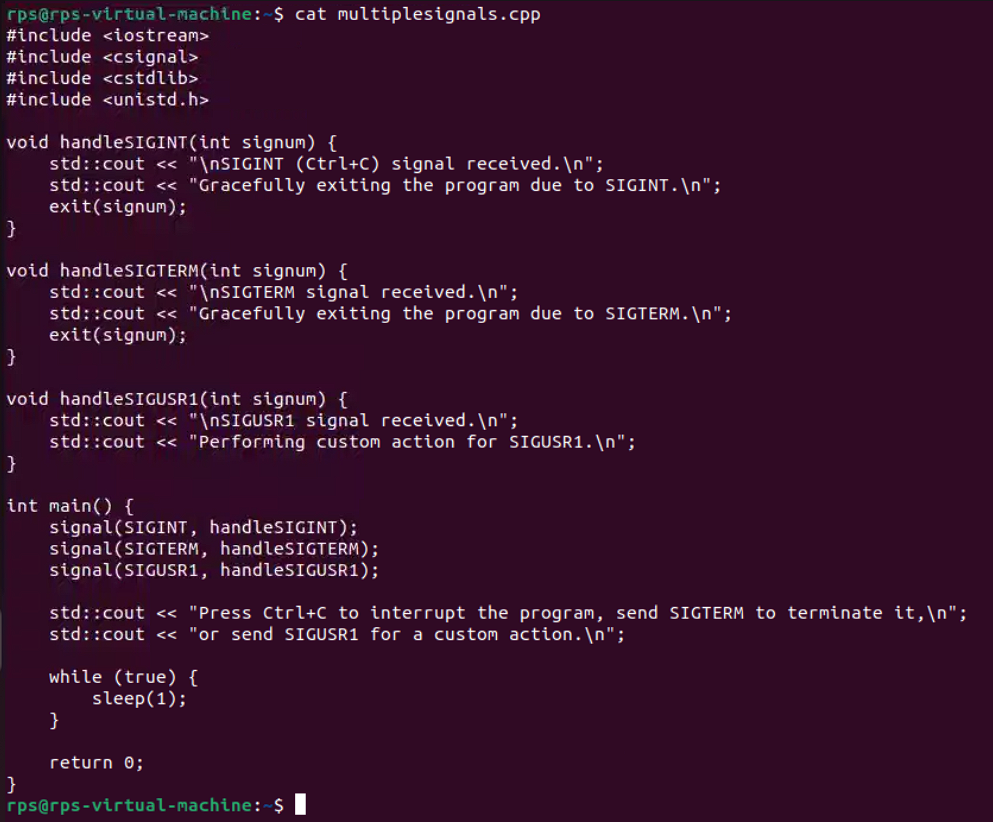 rps@rps-virtual-machine:~$ cat multiplesignals.cpp
#include <iostream>
#include <csignal>
#include <cstdlib>
#include <unistd.h>

void handleSIGINT(int signum) {
    std::cout << "\nSIGINT (Ctrl+C) signal received.\n";
    std::cout << "Gracefully exiting the program due to SIGINT.\n";
    exit(signum);
}

void handleSIGTERM(int signum) {
    std::cout << "\nSIGTERM signal received.\n";
    std::cout << "Gracefully exiting the program due to SIGTERM.\n";
    exit(signum);
}

void handleSIGUSR1(int signum) {
    std::cout << "\nSIGUSR1 signal received.\n";
    std::cout << "Performing custom action for SIGUSR1.\n";
}

int main() {
    signal(SIGINT, handleSIGINT);
    signal(SIGTERM, handleSIGTERM);
    signal(SIGUSR1, handleSIGUSR1);

    std::cout << "Press Ctrl+C to interrupt the program, send SIGTERM to terminate it,\n";
    std::cout << "or send SIGUSR1 for a custom action.\n";

    while (true) {
        sleep(1);
    }

    return 0;
}
rps@rps-virtual-machine:~$